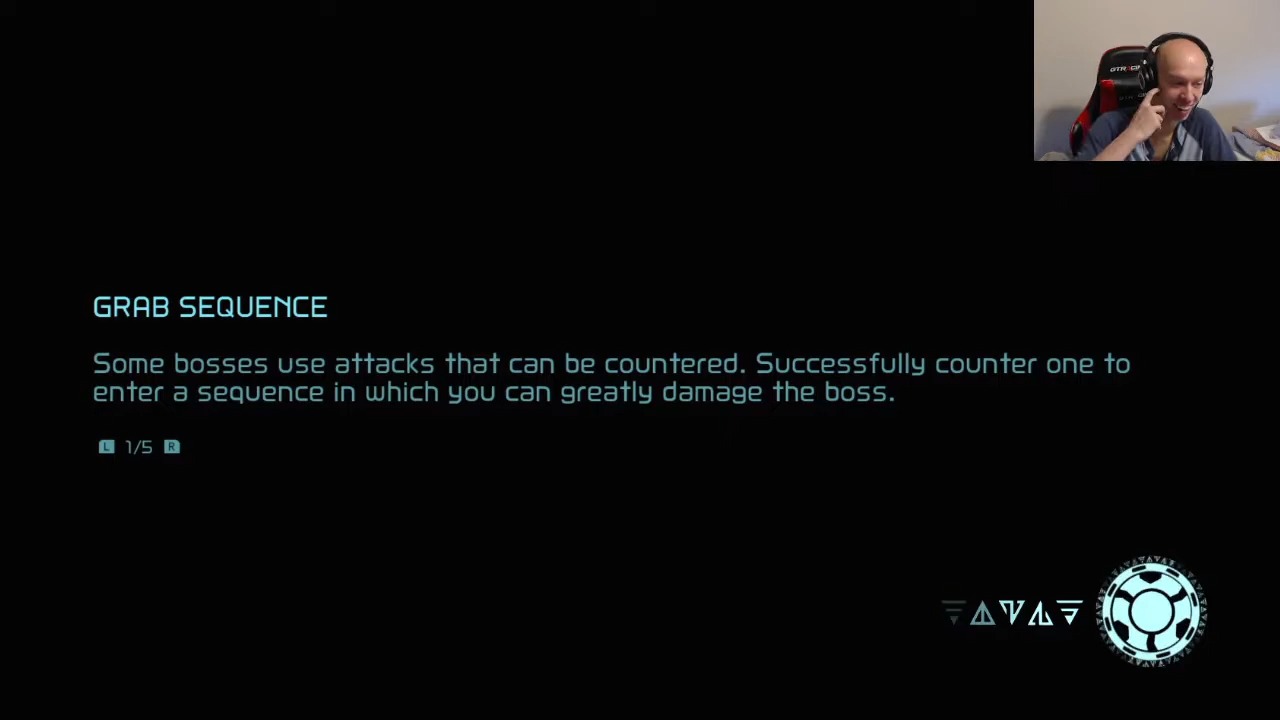 GRAB SEQUENCE
Some bosses use attacks that can be countered. Successfully counter one to
enter a sequence in which you can greatly damage the boss.
L 1/5 R